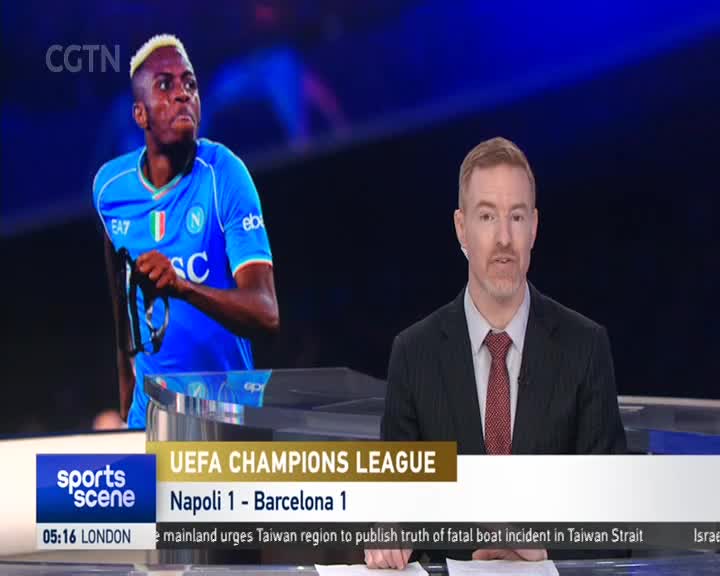 CGTN
EA7
N
ebay
SC
UEFA CHAMPIONS LEAGUE
sports
scene
Napoli 1 - Barcelona 1
05:16 LONDON
e mainland urges Taiwan region to publish truth of fatal boat incident in Taiwan Strait
Israe